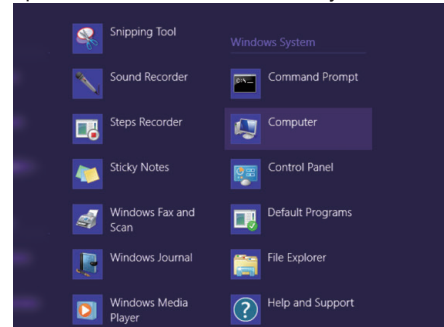 Snipping Tool
Sound Recorder
Steps Recorder
Sticky Notes
Windows Fax and
Scan
Windows Journal
Windows Media
Player
Windows System
Command Prompt
Computer
Control Panel
Default Programs
File Explorer
Help and Support